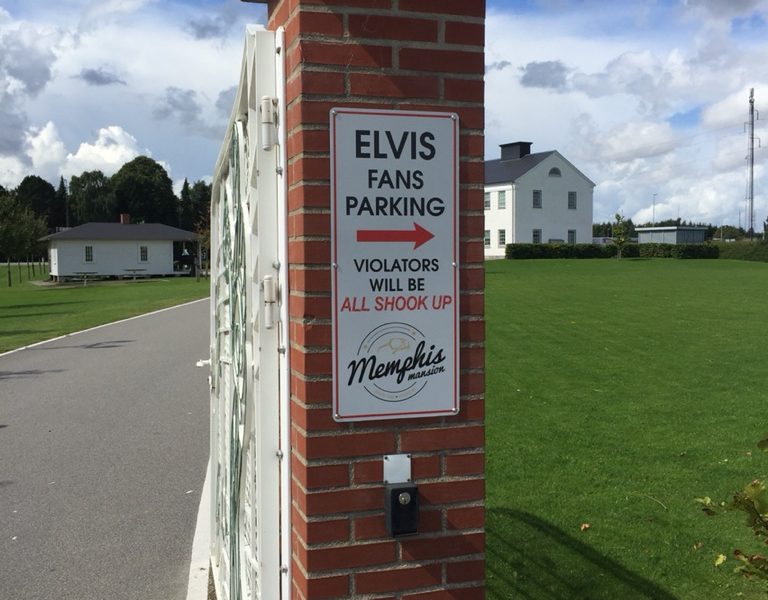 ELVIS
FANS
PARKING
VIOLATORS
WILL BE
ALL SHOOK UP
Memphis
mansion